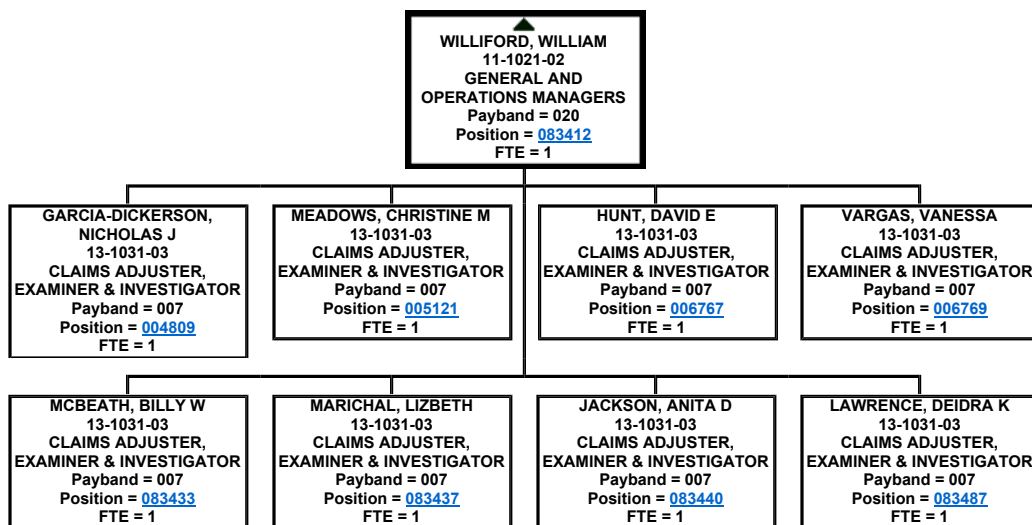 WILLIFORD, WILLIAM
11-1021-02
GENERAL AND
OPERATIONS MANAGERS
Payband = 020
Position = 083412
FTE = 1
GARCIA-DICKERSON,
NICHOLAS J
13-1031-03
CLAIMS ADJUSTER,
EXAMINER & INVESTIGATOR
Payband = 007
Position = 004809
FTE = 1
MEADOWS, CHRISTINE M
13-1031-03
CLAIMS ADJUSTER,
EXAMINER & INVESTIGATOR
Payband = 007
Position = 005121
FTE = 1
HUNT, DAVID E
13-1031-03
CLAIMS ADJUSTER,
EXAMINER & INVESTIGATOR
Payband = 007
Position = 006767
FTE = 1
VARGAS, VANESSA
13-1031-03
CLAIMS ADJUSTER,
EXAMINER & INVESTIGATOR
Payband = 007
Position = 006769
FTE = 1
MCBEATH, BILLY W
13-1031-03
CLAIMS ADJUSTER,
EXAMINER & INVESTIGATOR
Payband = 007
Position = 083433
FTE = 1
MARICHAL, LIZBETH
13-1031-03
CLAIMS ADJUSTER,
EXAMINER & INVESTIGATOR
Payband = 007
Position = 083437
FTE = 1
JACKSON, ANITA D
13-1031-03
CLAIMS ADJUSTER,
EXAMINER & INVESTIGATOR
Payband = 007
Position = 083440
FTE = 1
LAWRENCE, DEIDRA K
13-1031-03
CLAIMS ADJUSTER,
EXAMINER & INVESTIGATOR
Payband = 007
Position = 083487
FTE = 1